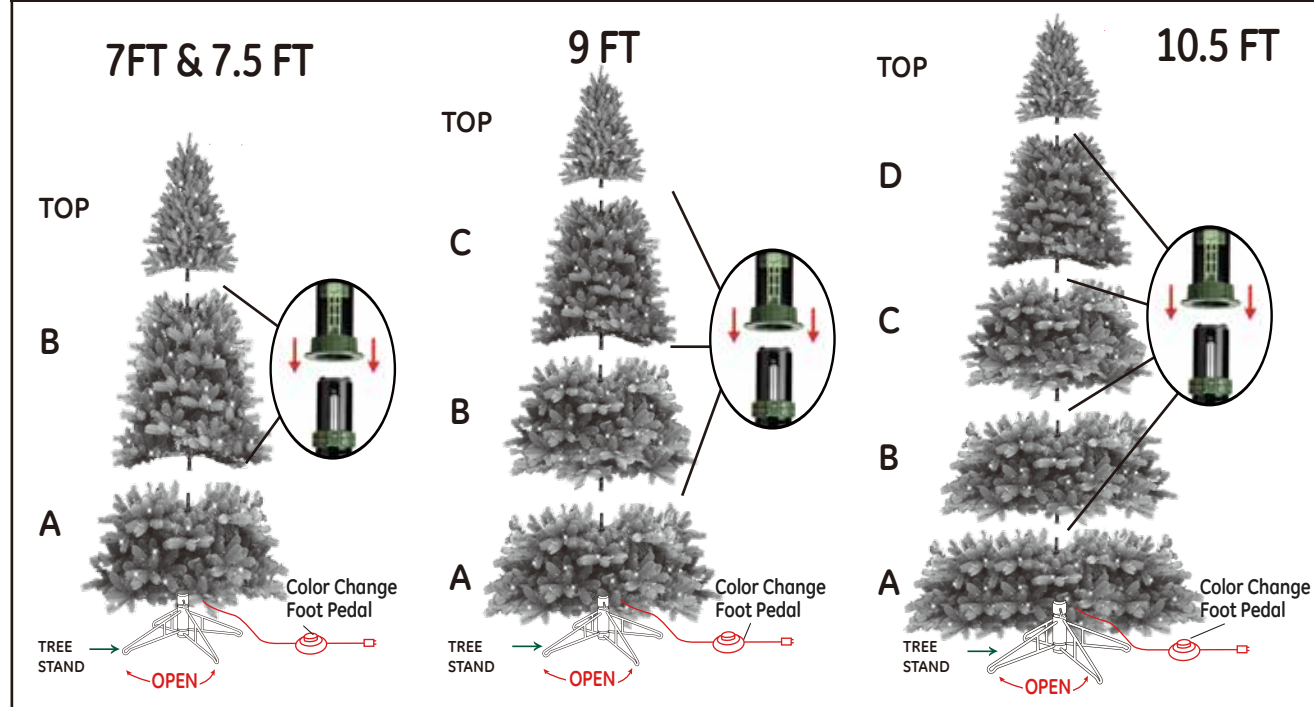 7FT & 7.5 FT
TOP
B
A
Color Change
Foot Pedal
TREE
STAND
OPEN
9 FT
TOP
C
B
A
Color Change
Foot Pedal
TREE
STAND
OPEN
10.5 FT
TOP
D
C
B
A
Color Change
Foot Pedal
TREE
STAND
OPEN